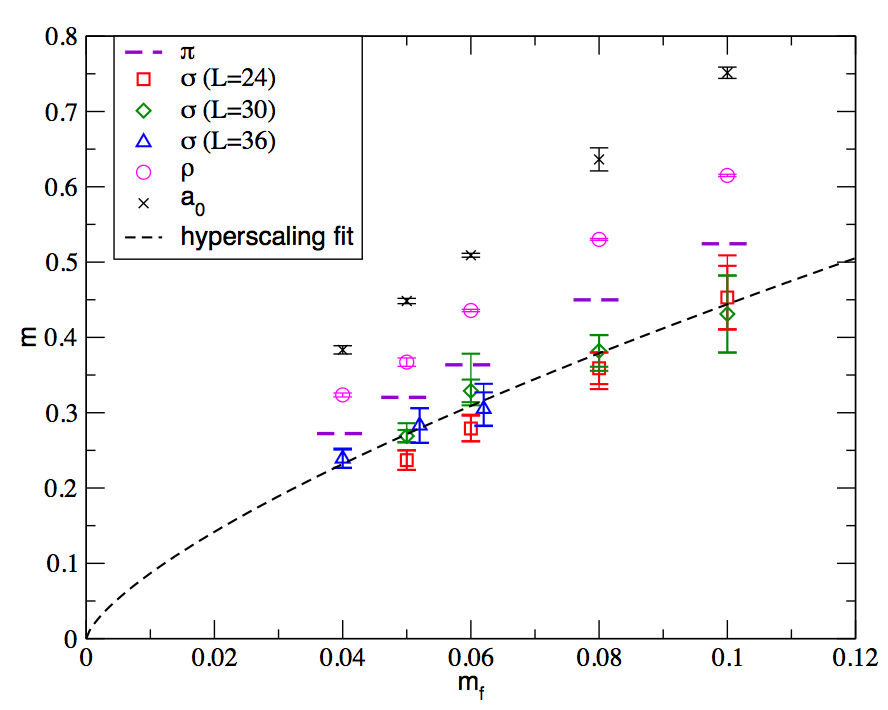 π
σ (L=24)
σ (L=30)
σ (L=36)
ρ
a₀
hyperscaling fit
0.8
0.7
0.6
0.5
0.4
0.3
0.2
0.1
0
m
0 0.02 0.04 0.06 0.08 0.1 0.12
m_f